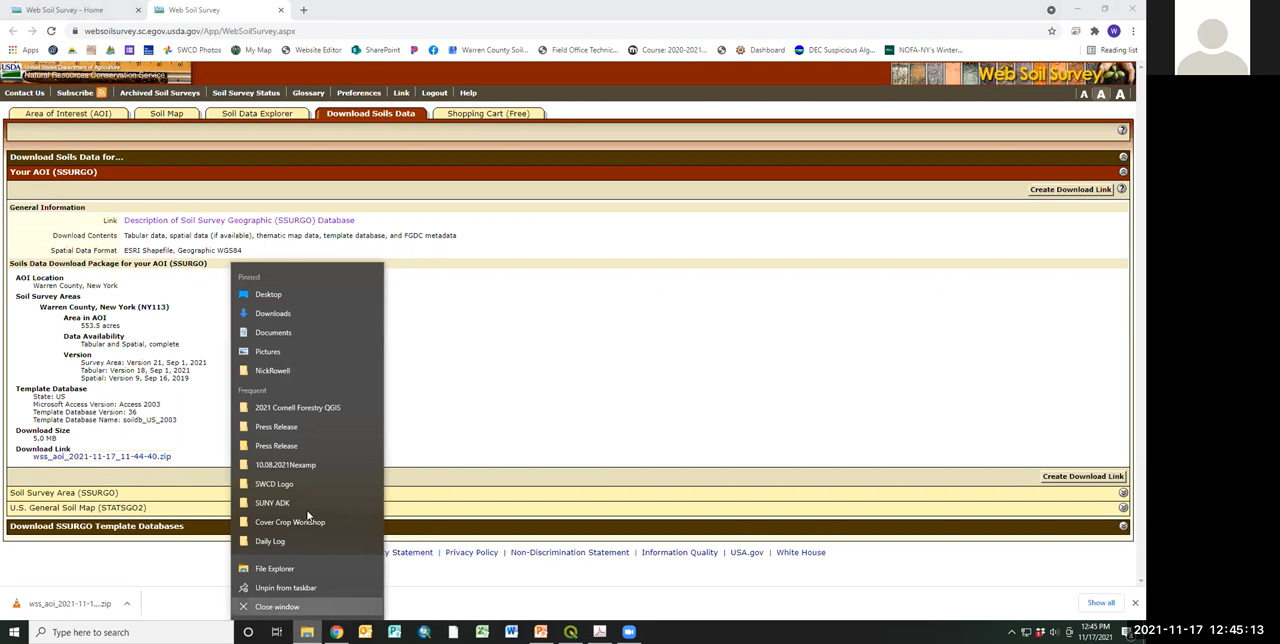 Web Soil Survey - Home
Web Soil Survey
websoilsurvey.sc.egov.usda.gov/App/WebSoilSurvey.aspx
Apps
SWCD Photos
My Map
Website Editor
SharePoint
Warren County Soi...
Field Office Technic...
Course: 2020-2021...
Dashboard
DEC Suspicious Alg...
NOFA-NY's Winter...
Reading list
W
USDA
United States Department of Agriculture
Natural Resources Conservation Service
Web Soil Survey
Contact Us | Subscribe | Archived Soil Surveys | Soil Survey Status | Glossary | Preferences | Link | Logout | Help
A A A
Area of Interest (AOI)
Soil Map
Soil Data Explorer
Download Soils Data
Shopping Cart (Free)
Download Soils Data for...
Your AOI (SSURGO)
Create Download Link
General Information
Link Description of Soil Survey Geographic (SSURGO) Database
Download Contents Tabular data, spatial data (if available), thematic map data, template database, and FGDC metadata
Spatial Data Format ESRI Shapefile, Geographic WGS84
Soils Data Download Package for your AOI (SSURGO)
AOI Location
Warren County, New York
Soil Survey Areas
Warren County, New York (NY113)
Area in AOI
553.5 acres
Data Availability
Tabular and Spatial, complete
Version
Survey Area: Version 21, Sep 1, 2021
Tabular: Version 18, Sep 1, 2021
Spatial: Version 9, Sep 16, 2019
Template Database
State: US
Microsoft Access Version: Access 2003
Template Database Version: 36
Template Database Name: soildb_US_2003
Download Size
5.0 MB
Download Link
wss_aoi_2021-11-17_11-44-40.zip
Create Download Link
Soil Survey Area (SSURGO)
U.S. General Soil Map (STATSGO2)
Download SSURGO Template Databases
cy Statement | Privacy Policy | Non-Discrimination Statement | Information Quality | USA.gov | White House
Pinned
Desktop
Downloads
Documents
Pictures
NickRowell
Frequent
2021 Cornell Forestry QGIS
Press Release
Press Release
10.08.2021Nexamp
SWCD Logo
SUNY ADK
Cover Crop Workshop
Daily Log
File Explorer
Unpin from taskbar
Close window
wss_aoi_2021-11-1....zip
Show all
Type here to search
12:45 PM
11/17/2021
2021-11-17 12:45:13